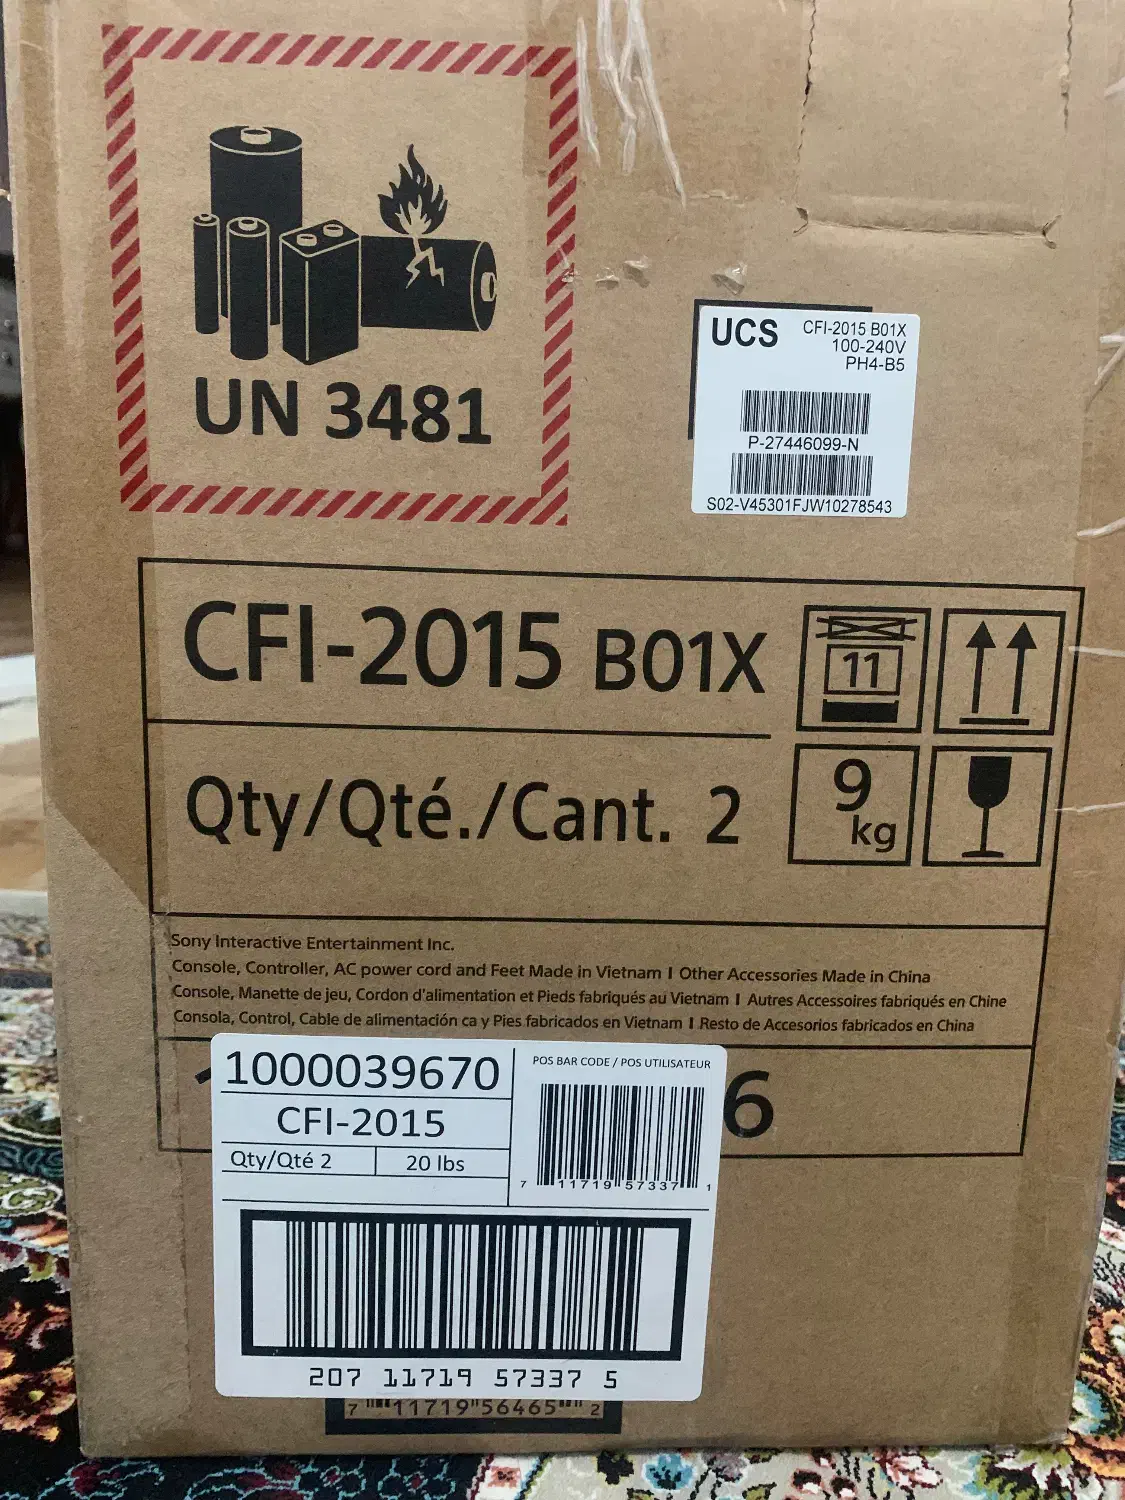 UN 3481
UCS CFI-2015 B01X
100-240V
PH4-B5
P-27446099-N
S02-V45301FJW10278543
CFI-2015 B01X
11
Qty/Qté./Cant. 2
9
kg
Sony Interactive Entertainment Inc.
Console, Controller, AC power cord and Feet Made in Vietnam I Other Accessories Made in China
Console, Manette de jeu, Cordon d'alimentation et Pieds fabriqués au Vietnam I Autres Accessoires fabriqués en Chine
Consola, Control, Cable de alimentación ca y Pies fabricados en Vietnam I Resto de Accesorios fabricados en China
6
1000039670
CFI-2015
Qty/Qté 2 20 lbs
POS BAR CODE / POS UTILISATEUR
7 11719 57337 1
207 11719 57337 5
7 11719 56465 2